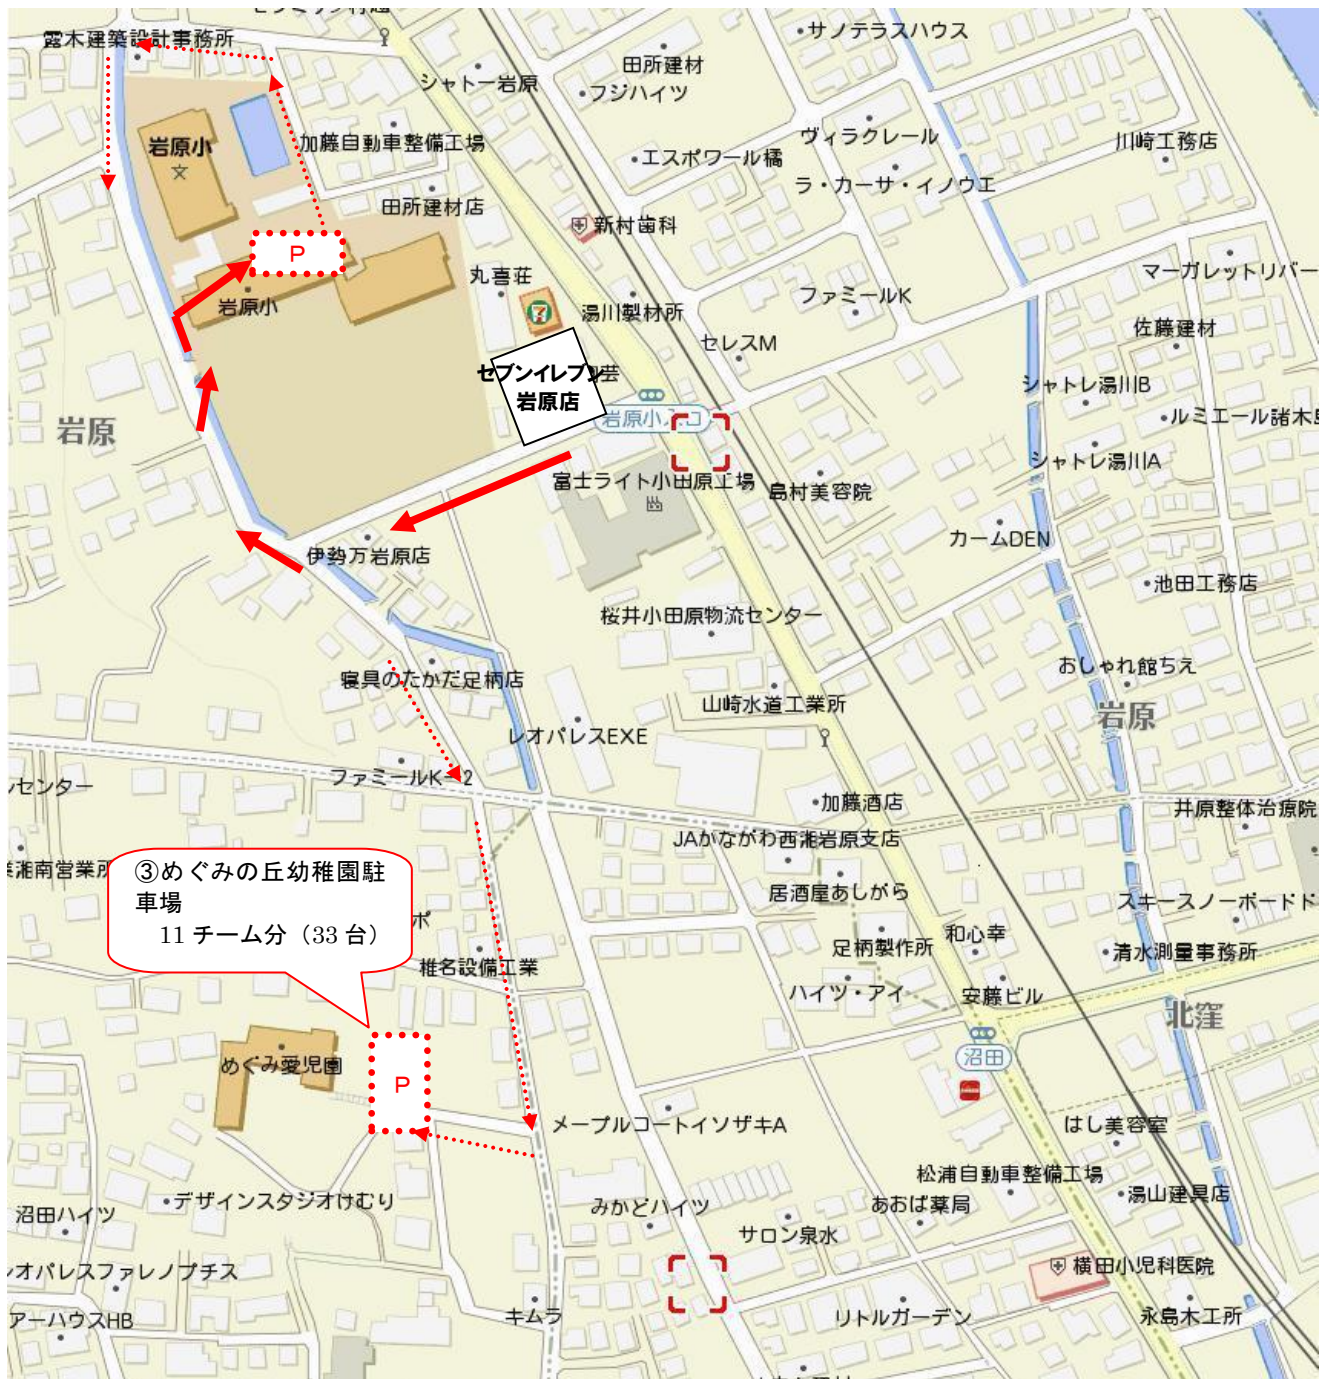 露木建築設計事務所
サノテラスハウス
田所建材
シャトー岩原
フジハイツ
岩原小
加藤自動車整備工場
エスポワール橘
ヴィラクレール
川崎工務店
ラ・カーサ・イノウエ
田所建材店
新村歯科
P
丸喜荘
岩原小
湯川製材所
ファミールK
マーガレットリバー
佐藤建材
セレスM
セブンイレブン
岩原店
芸
シャトレ湯川B
ルミエール諸木島
岩原小入口
岩原
シャトレ湯川A
富士ライト小田原工場
島村美容院
カームDEN
伊勢万岩原店
池田工務店
桜井小田原物流センター
おしゃれ館ちえ
寝具のたかだ足柄店
山崎水道工業所
岩原
レオパレスEXE
ファミールK-2
ンセンター
加藤酒店
井原整体治療院
JAかながわ西湘岩原支店
湘南営業所
③めぐみの丘幼稚園駐
車場
11 チーム分（33 台）
ポ
居酒屋あしがら
スキースノーボードド
足柄製作所
和心幸
清水測量事務所
椎名設備工業
ハイツ・アイ
安藤ビル
北窪
沼田
めぐみ愛児園
P
メープルコートイソザキA
はし美容室
松浦自動車整備工場
デザインスタジオけむり
沼田ハイツ
みかどハイツ
あおば薬局
湯山建具店
サロン泉水
オパレスファレノプチス
横田小児科医院
アーハウスHB
キムラ
リトルガーデン
永島木工所